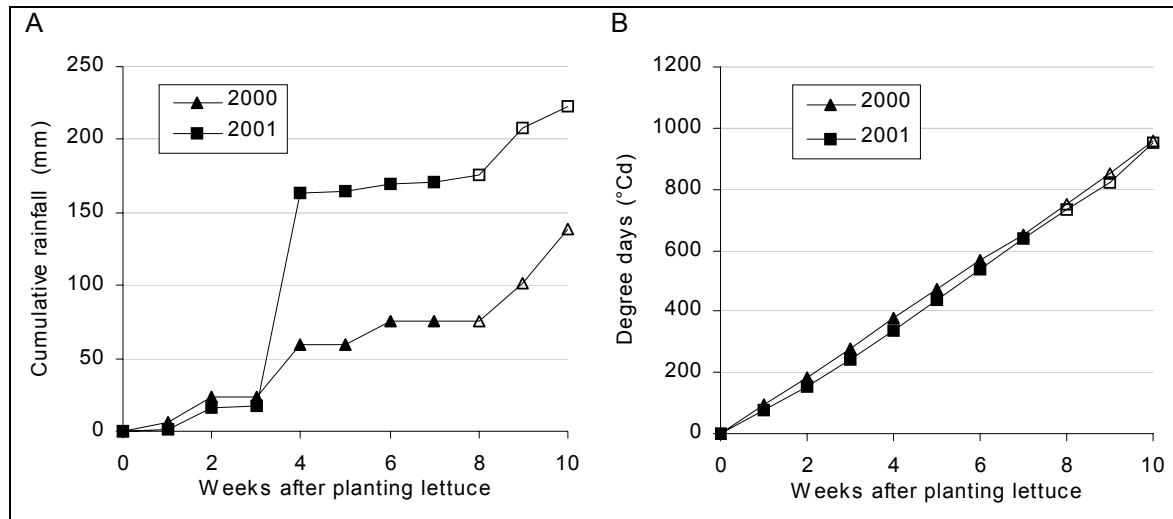 A
250
200
150
100
50
0
Cumulative rainfall (mm)
2000
2001
0 2 4 6 8 10
Weeks after planting lettuce
B
1200
1000
800
600
400
200
0
Degree days (°Cd)
2000
2001
0 2 4 6 8 10
Weeks after planting lettuce